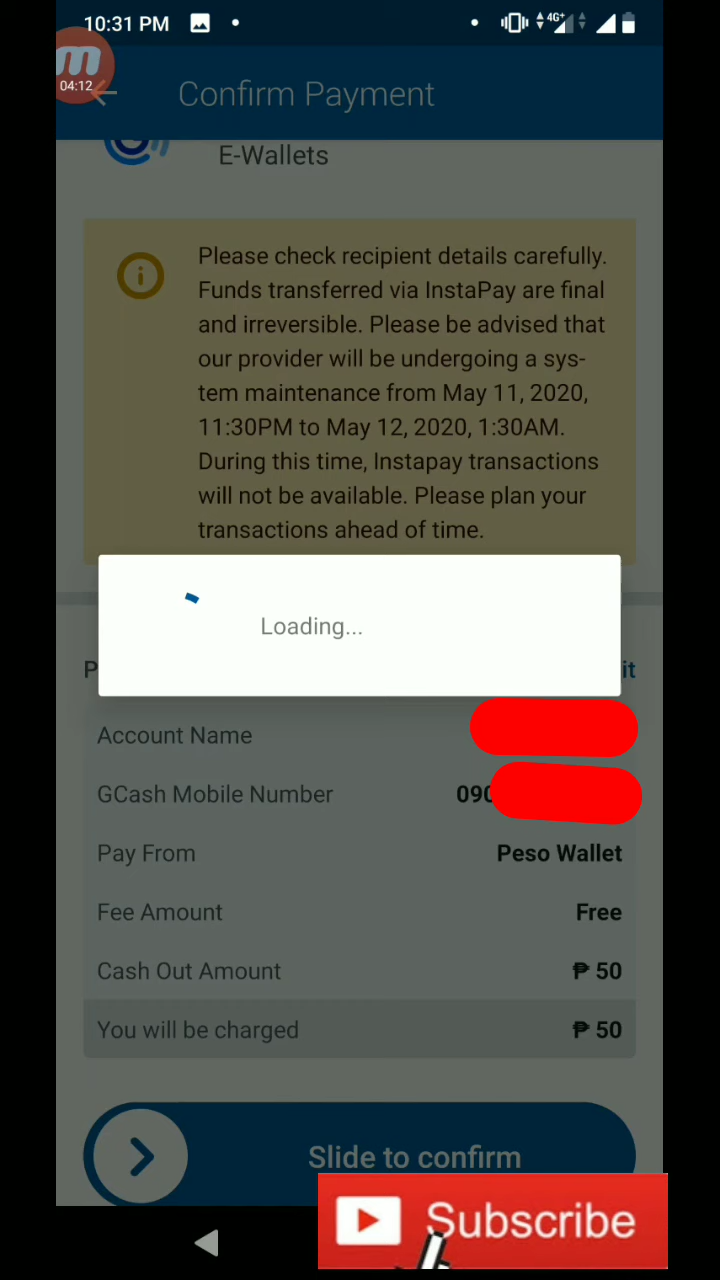 10:31 PM
4G+
m
04:12
Confirm Payment
E-Wallets
Please check recipient details carefully.
Funds transferred via InstaPay are final
and irreversible. Please be advised that
our provider will be undergoing a sys-
tem maintenance from May 11, 2020,
11:30PM to May 12, 2020, 1:30AM.
During this time, Instapay transactions
will not be available. Please plan your
transactions ahead of time.
Loading...
P it
Account Name
GCash Mobile Number 090
Pay From Peso Wallet
Fee Amount Free
Cash Out Amount ₱ 50
You will be charged ₱ 50
Slide to confirm
Subscribe